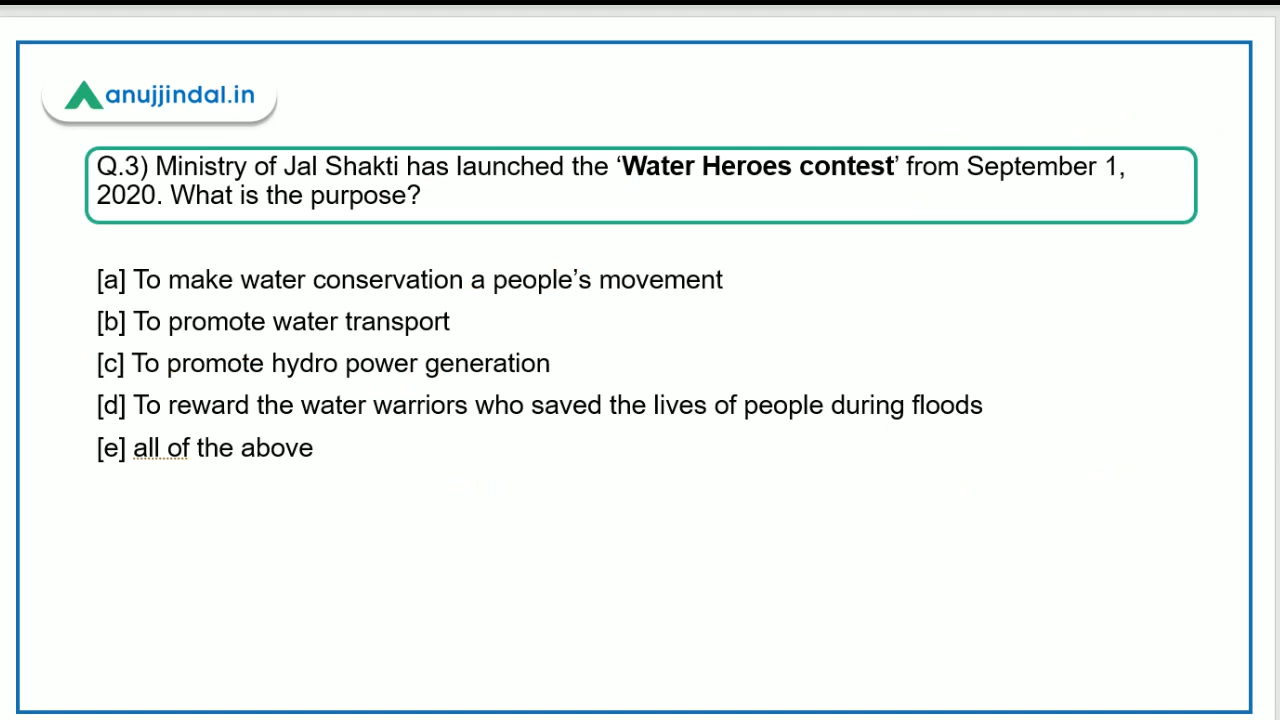 anujjindal.in
Q.3) Ministry of Jal Shakti has launched the ‘Water Heroes contest’ from September 1,
2020. What is the purpose?
[a] To make water conservation a people’s movement
[b] To promote water transport
[c] To promote hydro power generation
[d] To reward the water warriors who saved the lives of people during floods
[e] all of the above